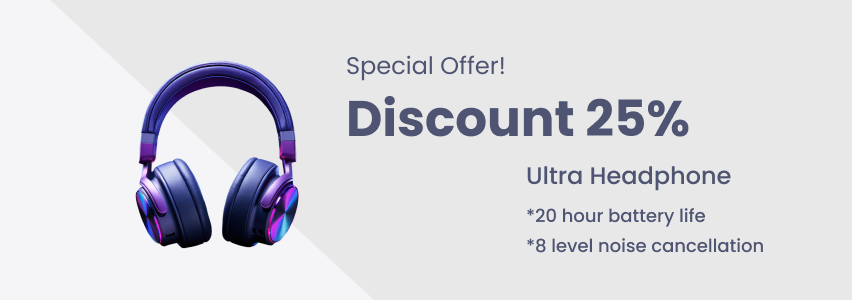 Special Offer!
Discount 25%
Ultra Headphone
*20 hour battery life
*8 level noise cancellation